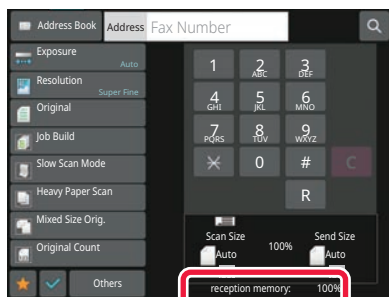 Address Book Address Fax Number
Exposure
Auto
Resolution
Super Fine
Original
Job Build
Slow Scan Mode
Heavy Paper Scan
Mixed Size Orig.
Original Count
Others
1 2 3
ABC DEF
4 5 6
GHI JKL MNO
7 8 9
PQRS TUV WXYZ
0 # C
R
Scan Size Send Size
100%
Auto Auto
reception memory: 100%